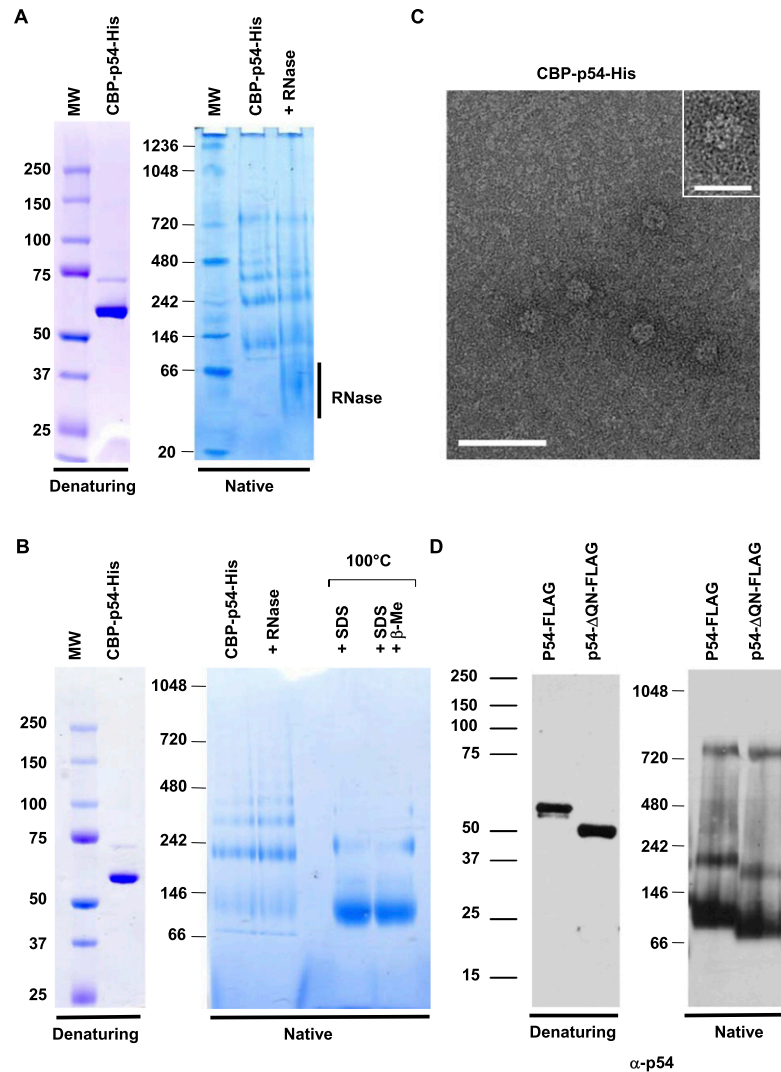 A
MW
CBP-p54-His
250
150
100
75
50
37
25
Denaturing
MW
CBP-p54-His
+ RNase
1236
1048
720
480
242
146
66
20
RNase
Native
C
CBP-p54-His
B
MW
CBP-p54-His
250
150
100
75
50
37
25
Denaturing
100°C
CBP-p54-His
+ RNase
+ SDS
+ SDS
+ β-Me
1048
720
480
242
146
66
Native
D
P54-FLAG
p54-ΔQN-FLAG
250
150
100
75
50
37
25
15
Denaturing
P54-FLAG
p54-ΔQN-FLAG
1048
720
480
242
146
66
Native
α-p54